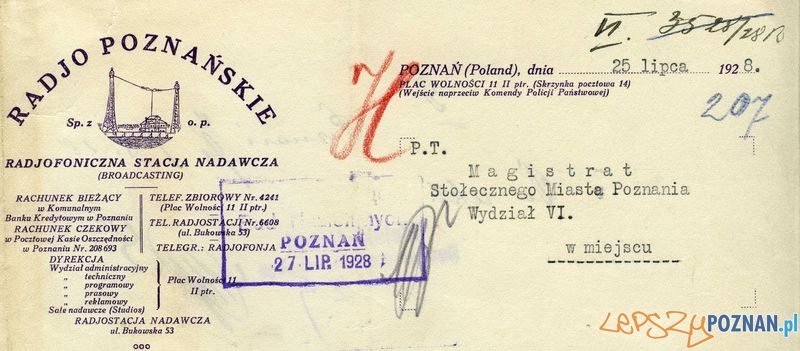 RADJO POZNAŃSKIE
Sp. z o. p.
RADJOFONICZNA STACJA NADAWCZA
(BROADCASTING)
RACHUNEK BIEŻĄCY
w Komunalnym
Banku Kredytowym w Poznaniu
RACHUNEK CZEKOWY
w Pocztowej Kasie Oszczędności
w Poznaniu Nr. 208693
TELEF. ZBIOROWY Nr. 4241
(Plac Wolności 11 II ptr.)
TEL. RADJOSTACJI Nr. 6608
(ul. Bukowska 53)
TELEGR.: RADJOFONJA
DYREKCJA
Wydział administracyjny
„ techniczny
„ programowy
„ prasowy
„ reklamowy
Plac Wolności 11
II ptr.
Sale nadawcze (Studios)
RADJOSTACJA NADAWCZA
ul. Bukowska 53
VI.
POZNAŃ (Poland), dnia 25 lipca 1928.
PLAC WOLNOŚCI 11 II ptr. (Skrzynka pocztowa 14)
(Wejście naprzeciw Komendy Policji Państwowej)
207
H
P.T.
Magistrat
Stołecznego Miasta Poznania
Wydział VI.
w miejscu
POZNAŃ
27 LIP. 1928
LEPSZYPOZNAN.pl